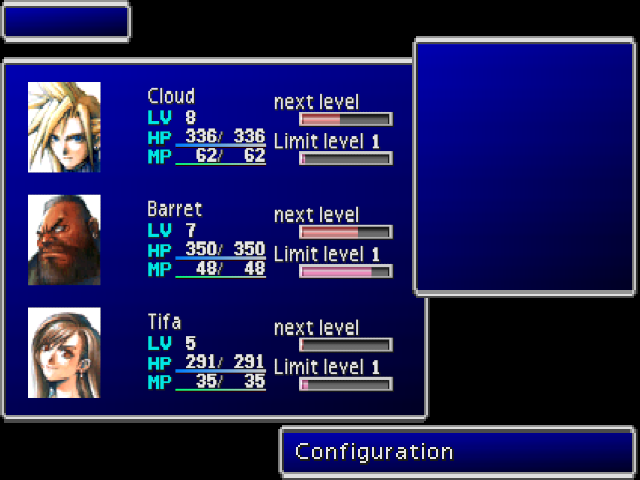 Cloud
next level
LV 8
HP 336/ 336
Limit level 1
MP 62/ 62
Barret
next level
LV 7
HP 350/ 350
Limit level 1
MP 48/ 48
Tifa
next level
LV 5
HP 291/ 291
Limit level 1
MP 35/ 35
Configuration